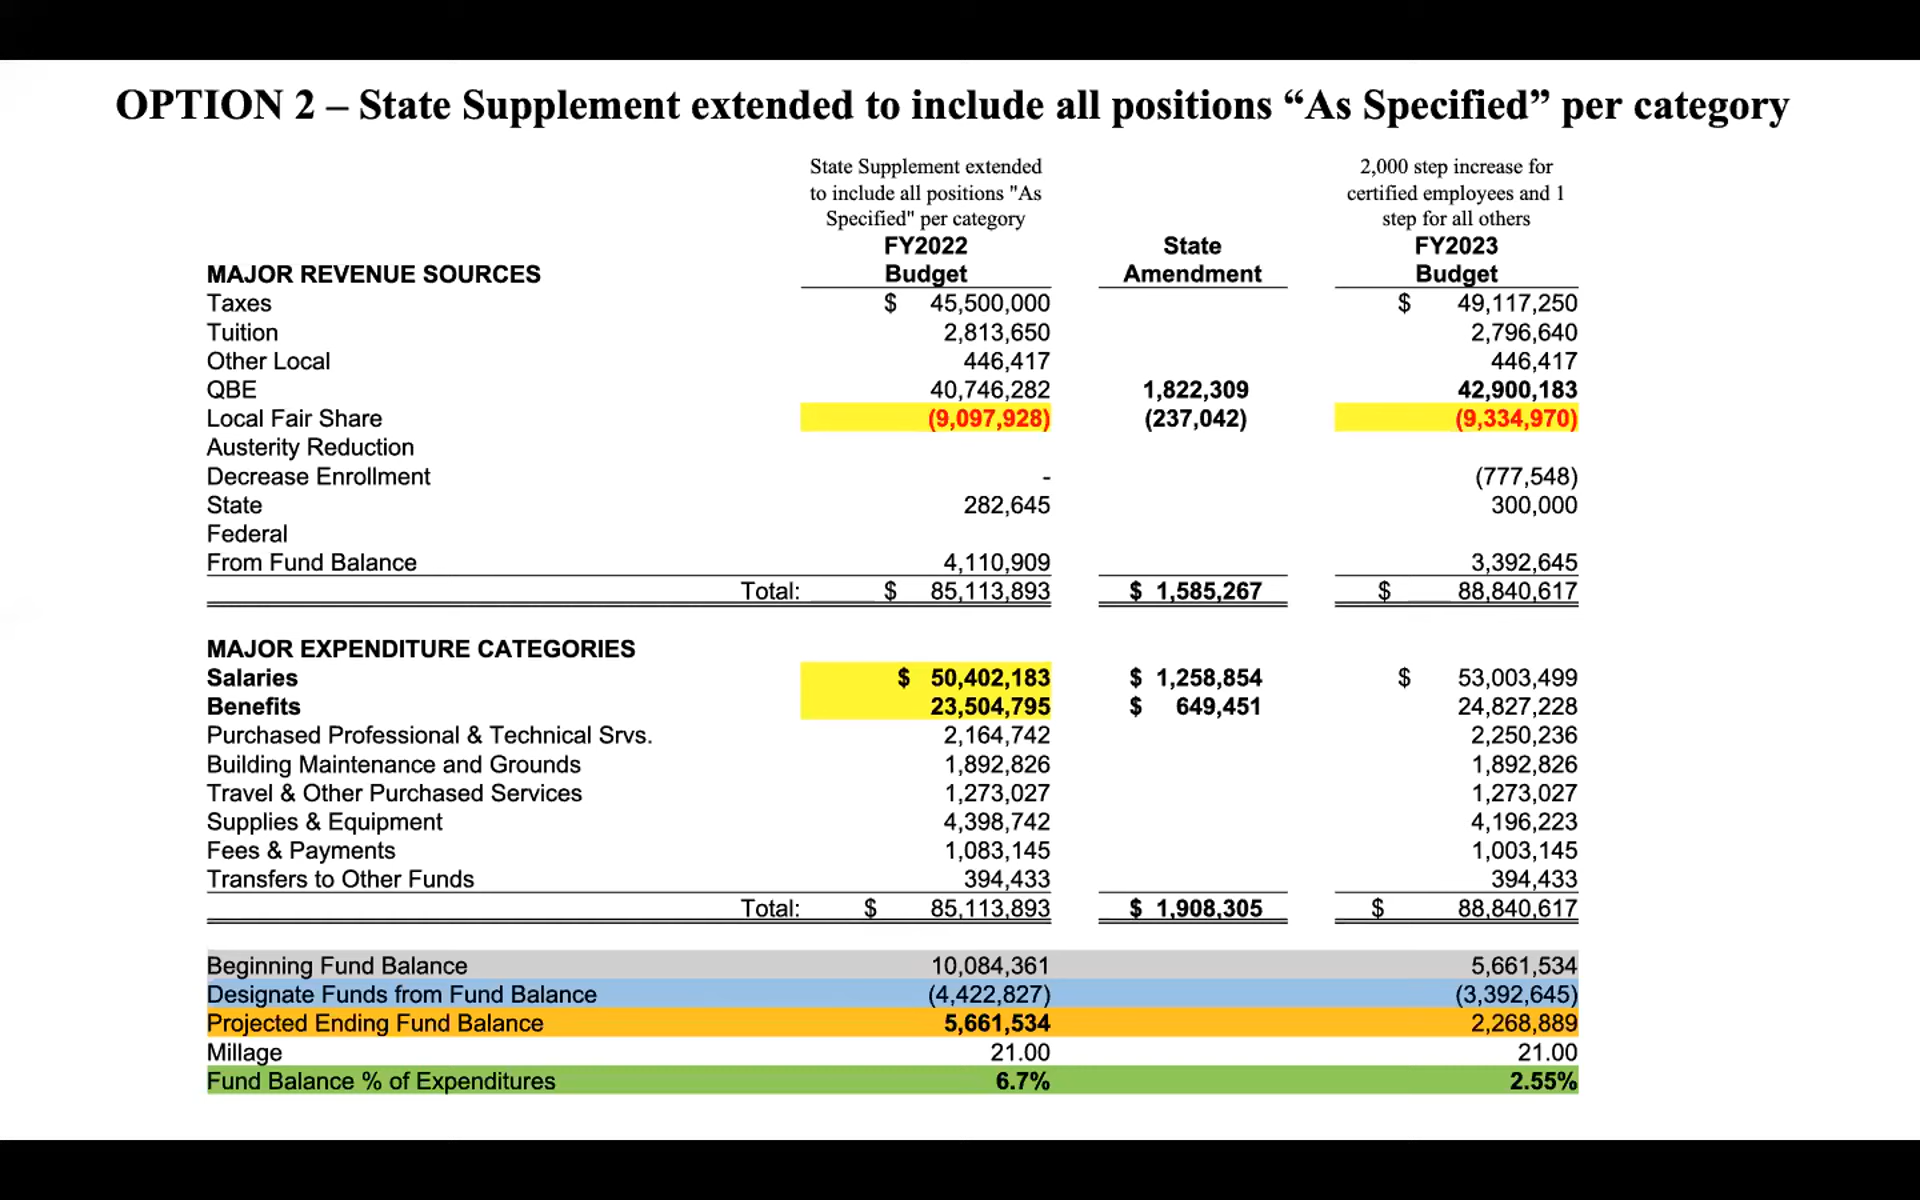 OPTION 2 – State Supplement extended to include all positions “As Specified” per category
State Supplement extended to include all positions "As Specified" per category
2,000 step increase for certified employees and 1 step for all others
MAJOR REVENUE SOURCES FY2022 Budget State Amendment FY2023 Budget
Taxes $ 45,500,000 $ 49,117,250
Tuition 2,813,650 2,796,640
Other Local 446,417 446,417
QBE 40,746,282 1,822,309 42,900,183
Local Fair Share (9,097,928) (237,042) (9,334,970)
Austerity Reduction
Decrease Enrollment - (777,548)
State 282,645 300,000
Federal
From Fund Balance 4,110,909 3,392,645
Total: $ 85,113,893 $ 1,585,267 $ 88,840,617
MAJOR EXPENDITURE CATEGORIES
Salaries $ 50,402,183 $ 1,258,854 $ 53,003,499
Benefits 23,504,795 $ 649,451 24,827,228
Purchased Professional & Technical Srvs. 2,164,742 2,250,236
Building Maintenance and Grounds 1,892,826 1,892,826
Travel & Other Purchased Services 1,273,027 1,273,027
Supplies & Equipment 4,398,742 4,196,223
Fees & Payments 1,083,145 1,003,145
Transfers to Other Funds 394,433 394,433
Total: $ 85,113,893 $ 1,908,305 $ 88,840,617
Beginning Fund Balance 10,084,361 5,661,534
Designate Funds from Fund Balance (4,422,827) (3,392,645)
Projected Ending Fund Balance 5,661,534 2,268,889
Millage 21.00 21.00
Fund Balance % of Expenditures 6.7% 2.55%